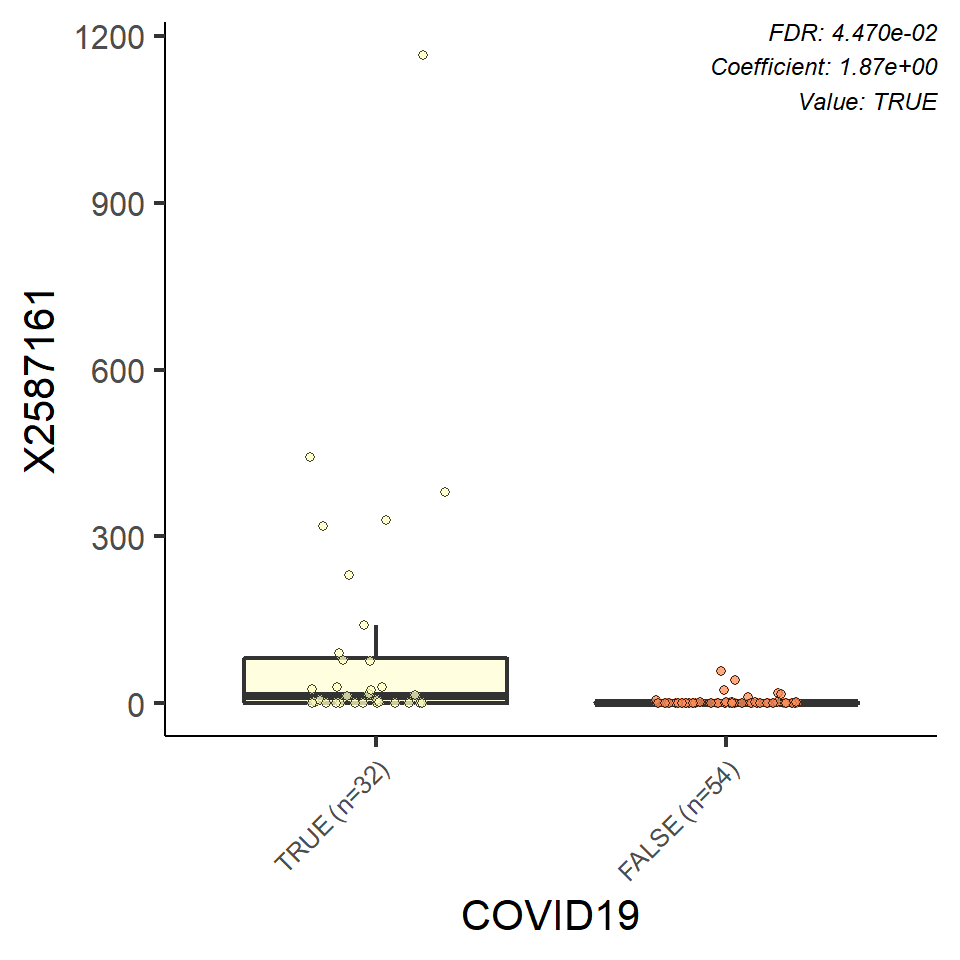 FDR: 4.470e-02
Coefficient: 1.87e+00
Value: TRUE
1200
900
600
300
0
X2587161
TRUE (n=32)
FALSE (n=54)
COVID19